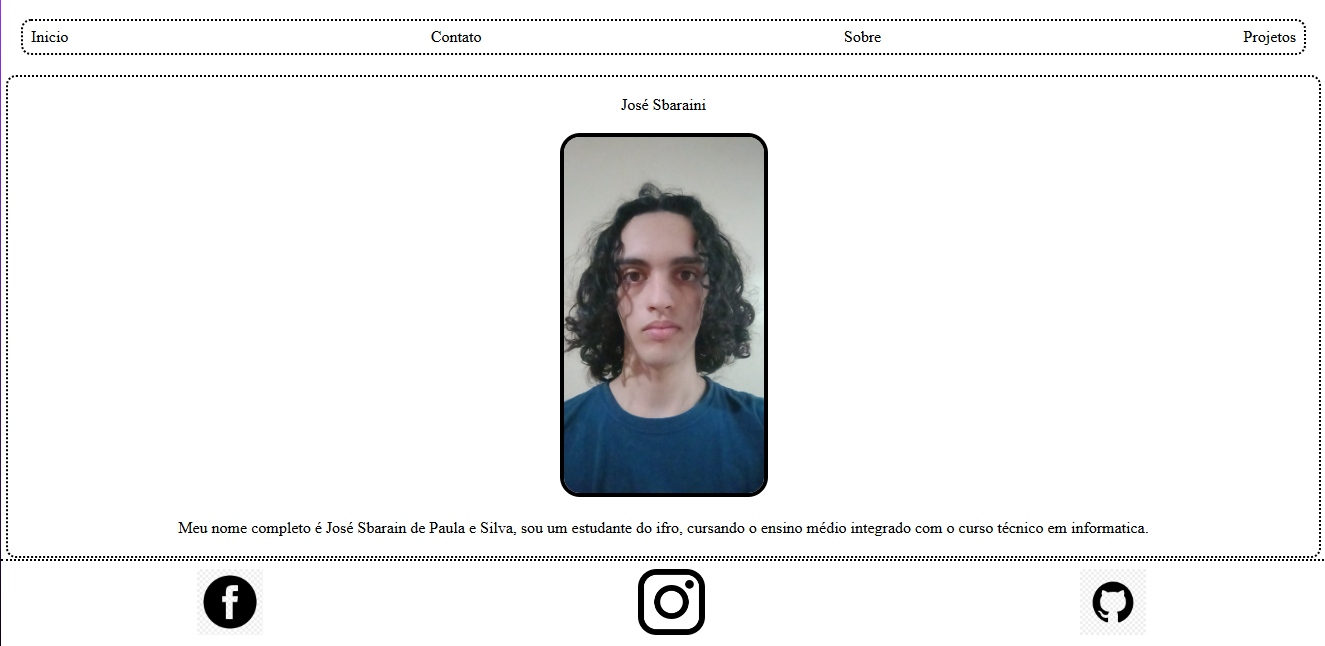 Inicio Contato Sobre Projetos
José Sbaraini
Meu nome completo é José Sbarain de Paula e Silva, sou um estudante do ifro, cursando o ensino médio integrado com o curso técnico em informatica.